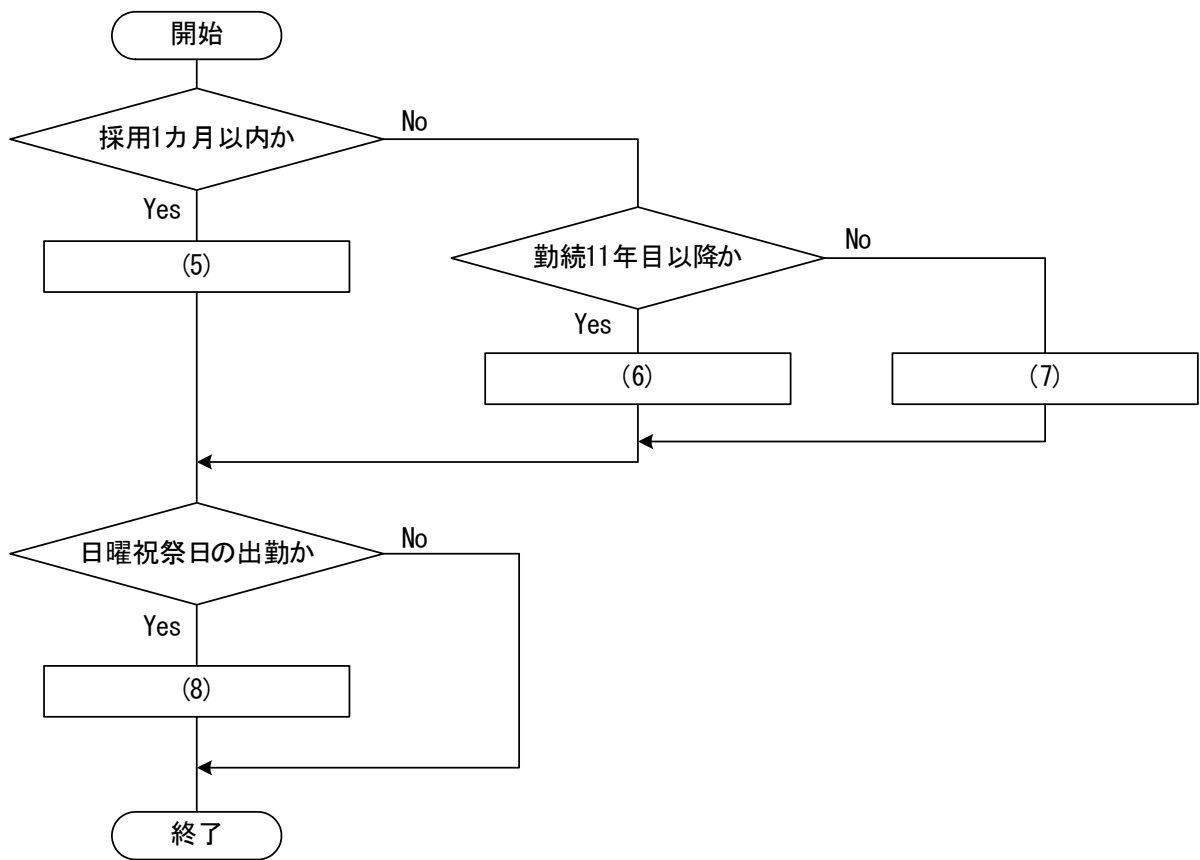 開始
採用1カ月以内か
No
Yes
(5)
勤続11年目以降か
No
Yes
(6)
(7)
日曜祝祭日の出勤か
No
Yes
(8)
終了